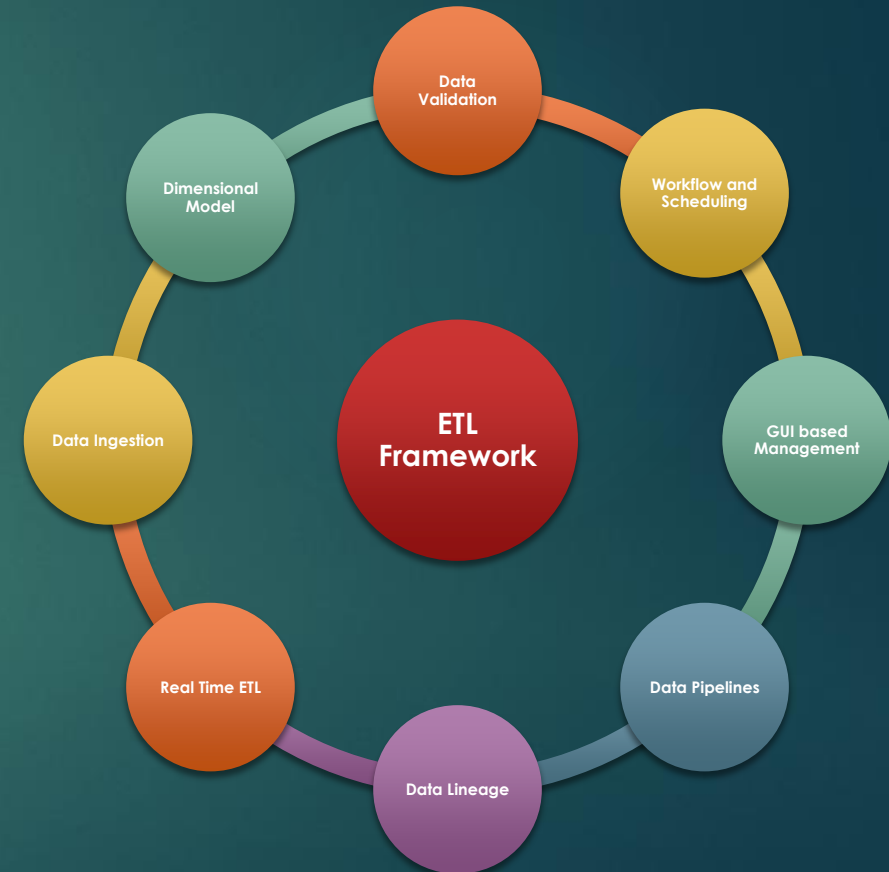 Data
Validation
Dimensional
Model
Workflow and
Scheduling
ETL
Framework
Data Ingestion
GUI based
Management
Real Time ETL
Data Pipelines
Data Lineage